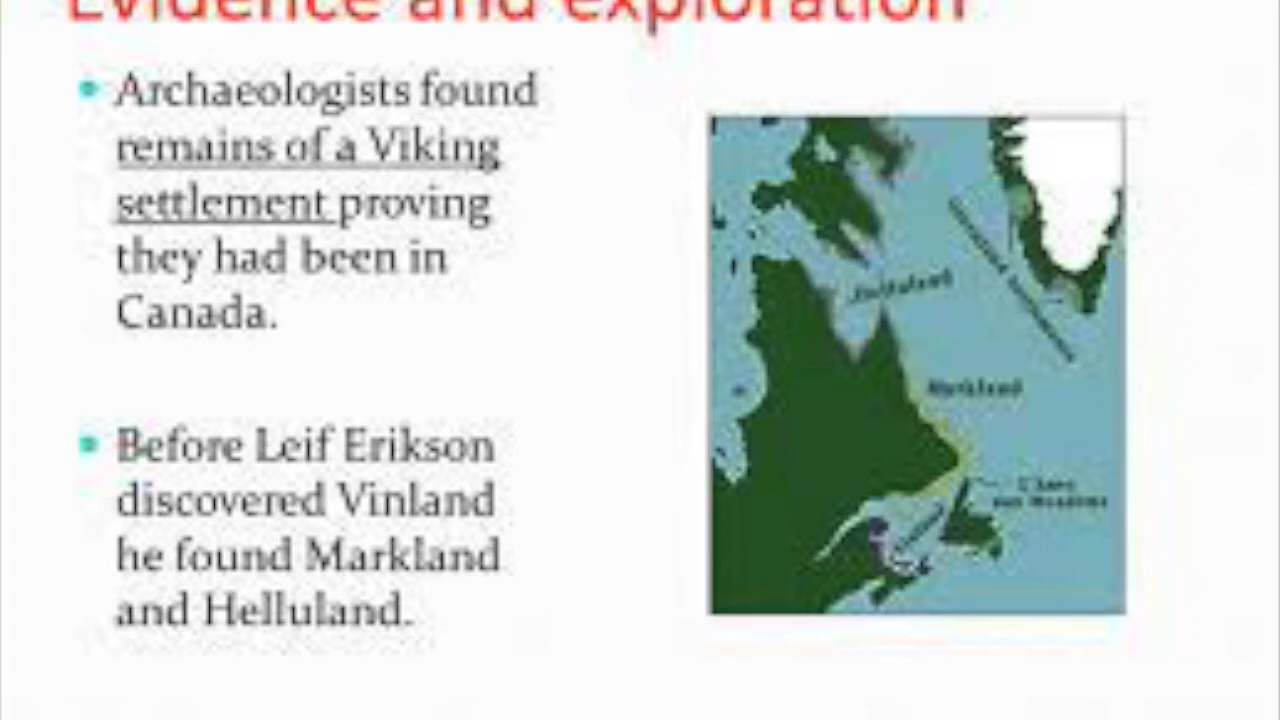 Evidence and exploration
Archaeologists found
remains of a Viking
settlement proving
they had been in
Canada.
Before Leif Erikson
discovered Vinland
he found Markland
and Helluland.
Markland